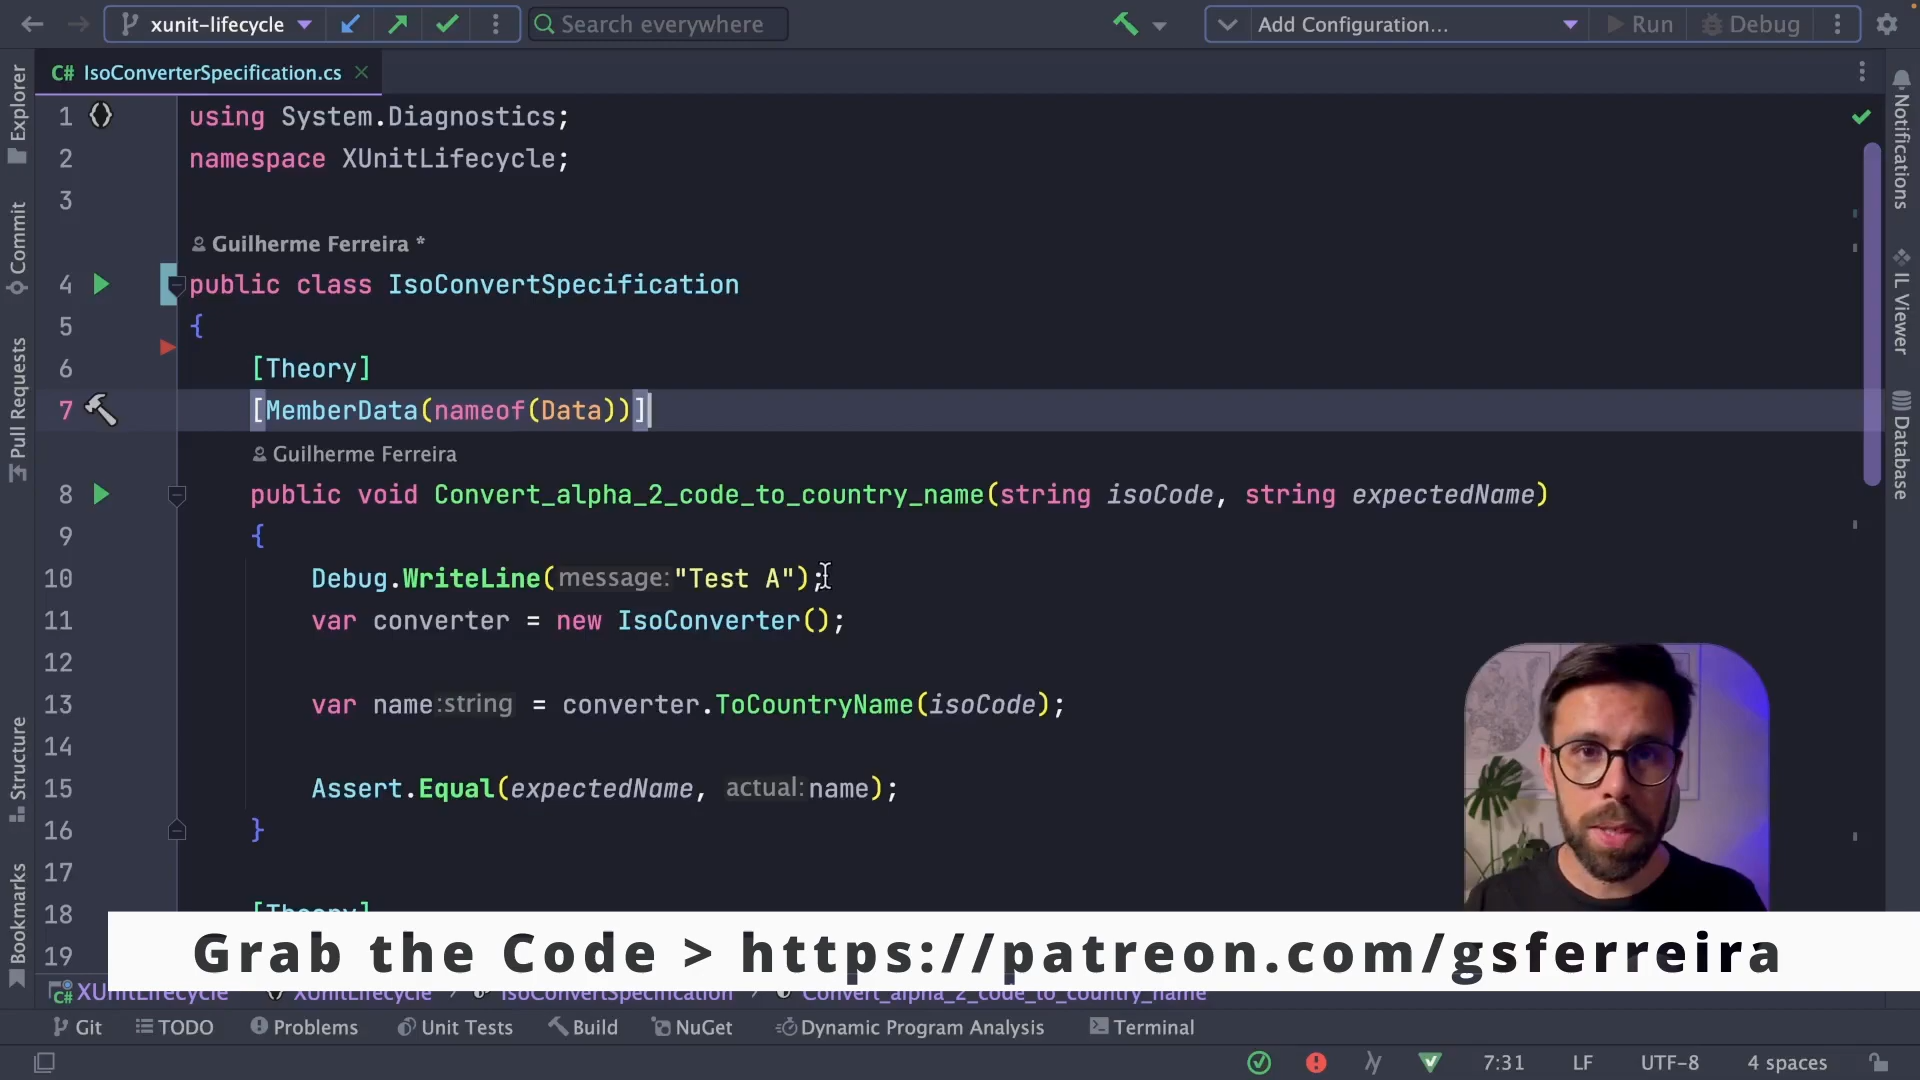 xunit-lifecycle
Search everywhere
Add Configuration...
Run
Debug
C# IsoConverterSpecification.cs
Explorer
Commit
Pull Requests
Structure
Bookmarks
Notifications
IL Viewer
Database
1 using System.Diagnostics;
2 namespace XUnitLifecycle;
3
Guilherme Ferreira *
4 public class IsoConvertSpecification
5 {
6 [Theory]
7 [MemberData(nameof(Data))]
Guilherme Ferreira
8 public void Convert_alpha_2_code_to_country_name(string isoCode, string expectedName)
9 {
10 Debug.WriteLine(message:"Test A");
11 var converter = new IsoConverter();
12
13 var name:string = converter.ToCountryName(isoCode);
14
15 Assert.Equal(expectedName, actual:name);
16 }
17
18 [Theory]
19
Grab the Code > https://patreon.com/gsferreira
C# XUnitLifecycle XUnitLifecycle IsoConvertSpecification Convert_alpha_2_code_to_country_name
Git TODO Problems Unit Tests Build NuGet Dynamic Program Analysis Terminal
7:31 LF UTF-8 4 spaces